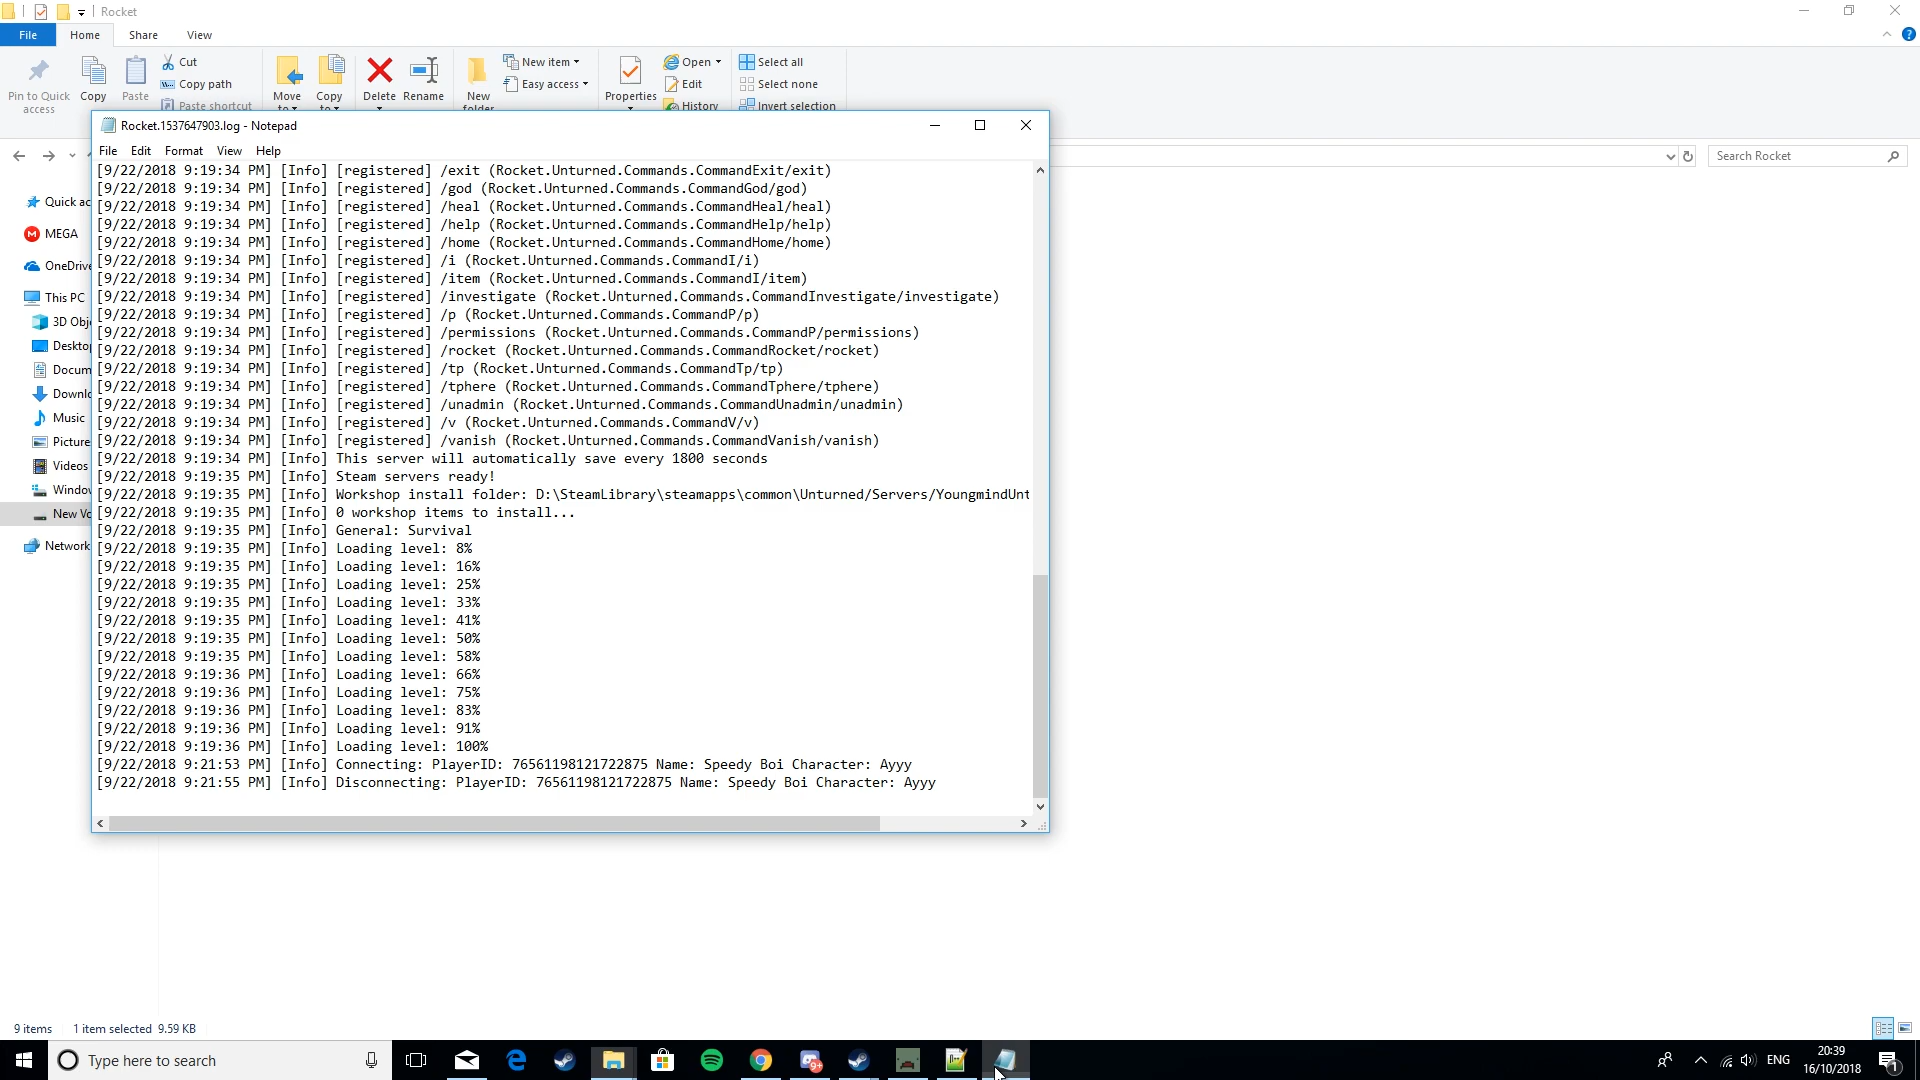 Rocket
File Home Share View
Pin to Quick access
Copy
Paste
Cut
Copy path
Paste shortcut
Move to
Copy to
Delete
Rename
New folder
New item
Easy access
Properties
Open
Edit
History
Select all
Select none
Invert selection
Search Rocket
Quick ac
MEGA
OneDrive
This PC
3D Obj
Desktop
Docum
Downlo
Music
Picture
Videos
Window
New Vo
Network
Rocket.1537647903.log - Notepad
File Edit Format View Help
[9/22/2018 9:19:34 PM] [Info] [registered] /exit (Rocket.Unturned.Commands.CommandExit/exit)
[9/22/2018 9:19:34 PM] [Info] [registered] /god (Rocket.Unturned.Commands.CommandGod/god)
[9/22/2018 9:19:34 PM] [Info] [registered] /heal (Rocket.Unturned.Commands.CommandHeal/heal)
[9/22/2018 9:19:34 PM] [Info] [registered] /help (Rocket.Unturned.Commands.CommandHelp/help)
[9/22/2018 9:19:34 PM] [Info] [registered] /home (Rocket.Unturned.Commands.CommandHome/home)
[9/22/2018 9:19:34 PM] [Info] [registered] /i (Rocket.Unturned.Commands.CommandI/i)
[9/22/2018 9:19:34 PM] [Info] [registered] /item (Rocket.Unturned.Commands.CommandI/item)
[9/22/2018 9:19:34 PM] [Info] [registered] /investigate (Rocket.Unturned.Commands.CommandInvestigate/investigate)
[9/22/2018 9:19:34 PM] [Info] [registered] /p (Rocket.Unturned.Commands.CommandP/p)
[9/22/2018 9:19:34 PM] [Info] [registered] /permissions (Rocket.Unturned.Commands.CommandP/permissions)
[9/22/2018 9:19:34 PM] [Info] [registered] /rocket (Rocket.Unturned.Commands.CommandRocket/rocket)
[9/22/2018 9:19:34 PM] [Info] [registered] /tp (Rocket.Unturned.Commands.CommandTp/tp)
[9/22/2018 9:19:34 PM] [Info] [registered] /tphere (Rocket.Unturned.Commands.CommandTphere/tphere)
[9/22/2018 9:19:34 PM] [Info] [registered] /unadmin (Rocket.Unturned.Commands.CommandUnadmin/unadmin)
[9/22/2018 9:19:34 PM] [Info] [registered] /v (Rocket.Unturned.Commands.CommandV/v)
[9/22/2018 9:19:34 PM] [Info] [registered] /vanish (Rocket.Unturned.Commands.CommandVanish/vanish)
[9/22/2018 9:19:34 PM] [Info] This server will automatically save every 1800 seconds
[9/22/2018 9:19:35 PM] [Info] Steam servers ready!
[9/22/2018 9:19:35 PM] [Info] Workshop install folder: D:\SteamLibrary\steamapps\common\Unturned/Servers/YoungmindUnt
[9/22/2018 9:19:35 PM] [Info] 0 workshop items to install...
[9/22/2018 9:19:35 PM] [Info] General: Survival
[9/22/2018 9:19:35 PM] [Info] Loading level: 8%
[9/22/2018 9:19:35 PM] [Info] Loading level: 16%
[9/22/2018 9:19:35 PM] [Info] Loading level: 25%
[9/22/2018 9:19:35 PM] [Info] Loading level: 33%
[9/22/2018 9:19:35 PM] [Info] Loading level: 41%
[9/22/2018 9:19:35 PM] [Info] Loading level: 50%
[9/22/2018 9:19:35 PM] [Info] Loading level: 58%
[9/22/2018 9:19:36 PM] [Info] Loading level: 66%
[9/22/2018 9:19:36 PM] [Info] Loading level: 75%
[9/22/2018 9:19:36 PM] [Info] Loading level: 83%
[9/22/2018 9:19:36 PM] [Info] Loading level: 91%
[9/22/2018 9:19:36 PM] [Info] Loading level: 100%
[9/22/2018 9:21:53 PM] [Info] Connecting: PlayerID: 76561198121722875 Name: Speedy Boi Character: Ayyy
[9/22/2018 9:21:55 PM] [Info] Disconnecting: PlayerID: 76561198121722875 Name: Speedy Boi Character: Ayyy
9 items 1 item selected 9.59 KB
Type here to search
9+
ENG
20:39
16/10/2018
1